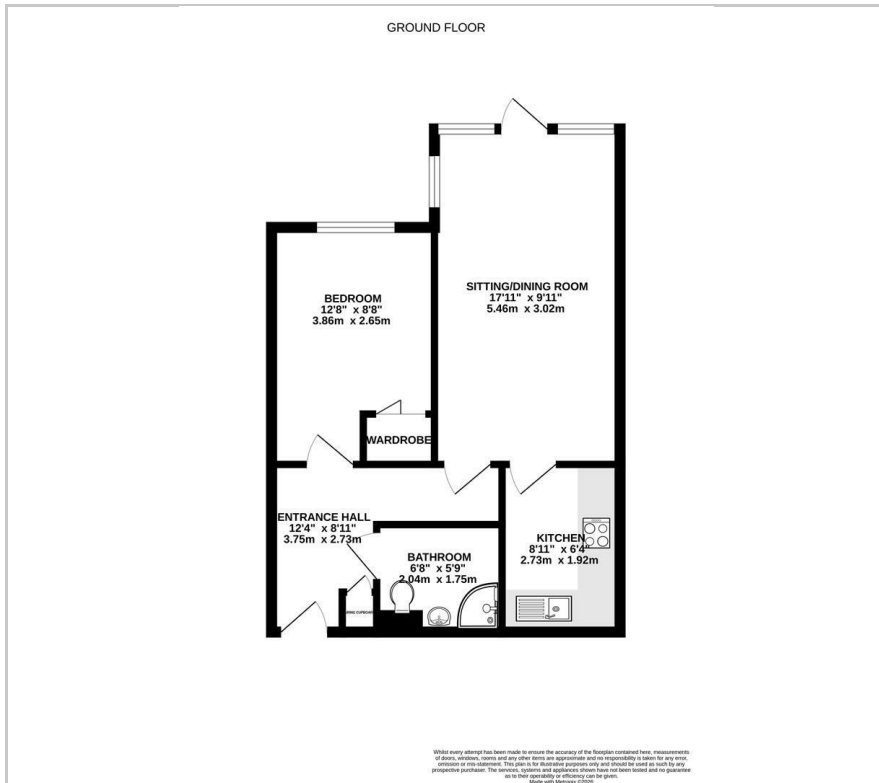 GROUND FLOOR
SITTING/DINING ROOM
17'11" x 9'11"
5.46m x 3.02m
BEDROOM
12'8" x 8'8"
3.86m x 2.65m
WARDROBE
ENTRANCE HALL
12'4" x 8'11"
3.75m x 2.73m
KITCHEN
8'11" x 6'4"
2.73m x 1.92m
BATHROOM
6'8" x 5'9"
2.04m x 1.75m
CUPBOARD
Whilst every attempt has been made to ensure the accuracy of the floorplan contained here, measurements
of doors, windows, rooms and any other items are approximate and no responsibility is taken for any error,
omission or mis-statement. This plan is for illustrative purposes only and should be used as such by any
prospective purchaser. The services, systems and appliances shown have not been tested and no guarantee
as to their operability or efficiency can be given.
Made with Metropix ©2026